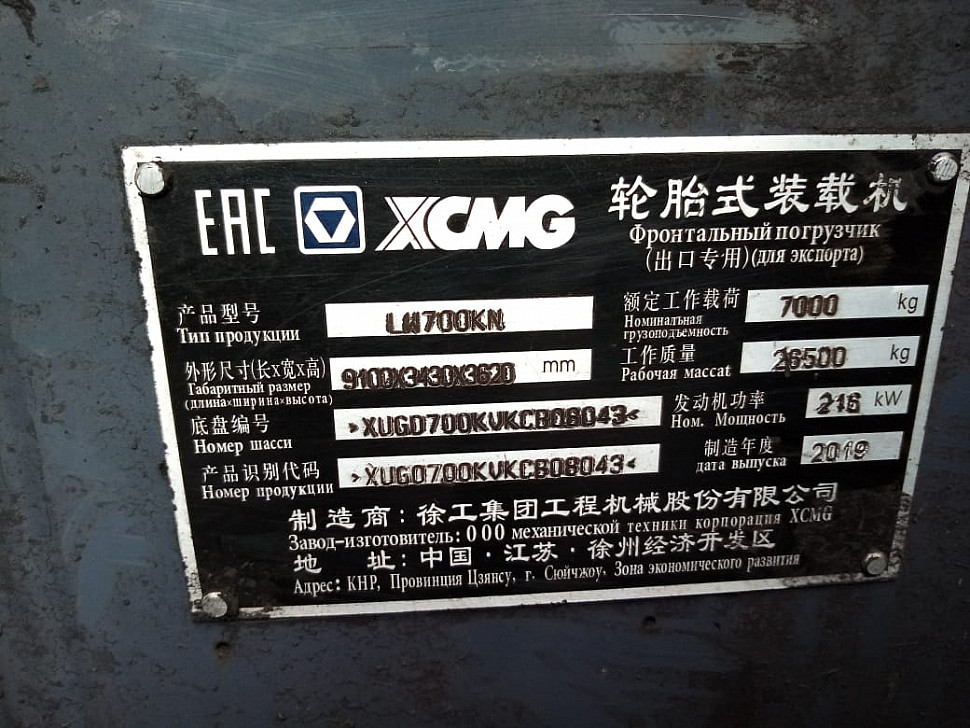 EAC XCMG 轮胎式装载机
Фронтальный погрузчик
(出口专用)(для экспорта)
产品型号 LW700KN
Тип продукции
额定工作载荷 7000 kg
Номинальная
грузоподъемность
外形尺寸(长x宽x高) 9100X3430X3620 mm
Габаритный размер
(длина×ширина×высота)
工作质量 26500 kg
Рабочая массаt
底盘编号 >XUG0700KVKCB08043<
Номер шасси
发动机功率 216 kW
Ном. Мощность
产品识别代码 >XUG0700KVKCB08043<
Номер продукции
制造年度 2019
дата выпуска
制造商:徐工集团工程机械股份有限公司
Завод-изготовитель: ООО механической техники корпорация XCMG
地 址:中国·江苏·徐州经济开发区
Адрес: КНР, Провинция Цзянсу, г. Сюйчжоу, Зона экономического развития